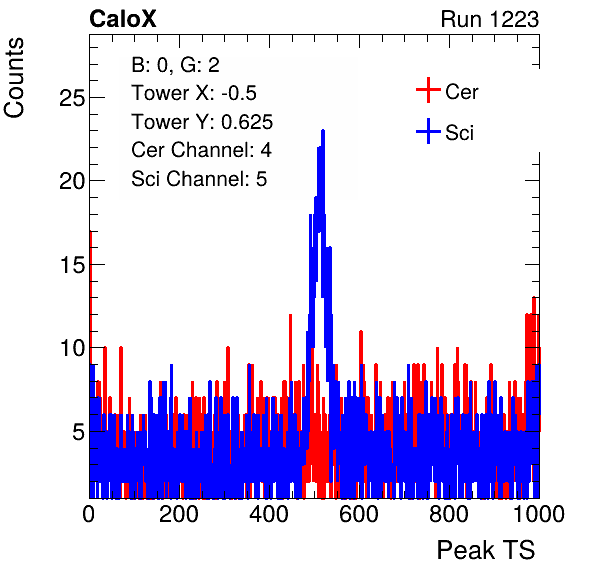 CaloX Run 1223
Counts
B: 0, G: 2
Tower X: -0.5
Tower Y: 0.625
Cer Channel: 4
Sci Channel: 5
Cer
Sci
25
20
15
10
5
0 200 400 600 800 1000
Peak TS